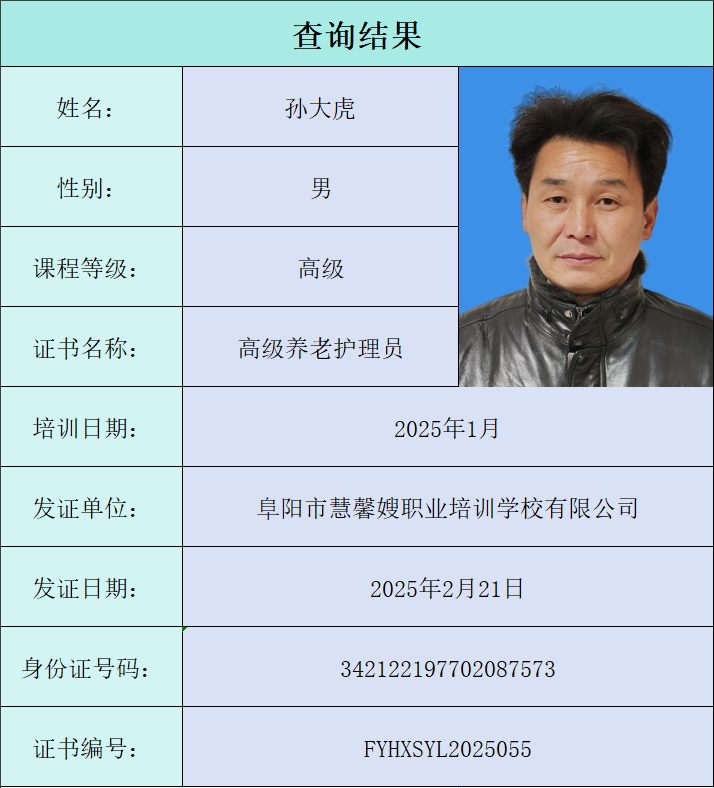 查询结果
姓名： 孙大虎
性别： 男
课程等级： 高级
证书名称： 高级养老护理员
培训日期： 2025年1月
发证单位： 阜阳市慧馨嫂职业培训学校有限公司
发证日期： 2025年2月21日
身份证号码： 342122197702087573
证书编号： FYHXSYL2025055